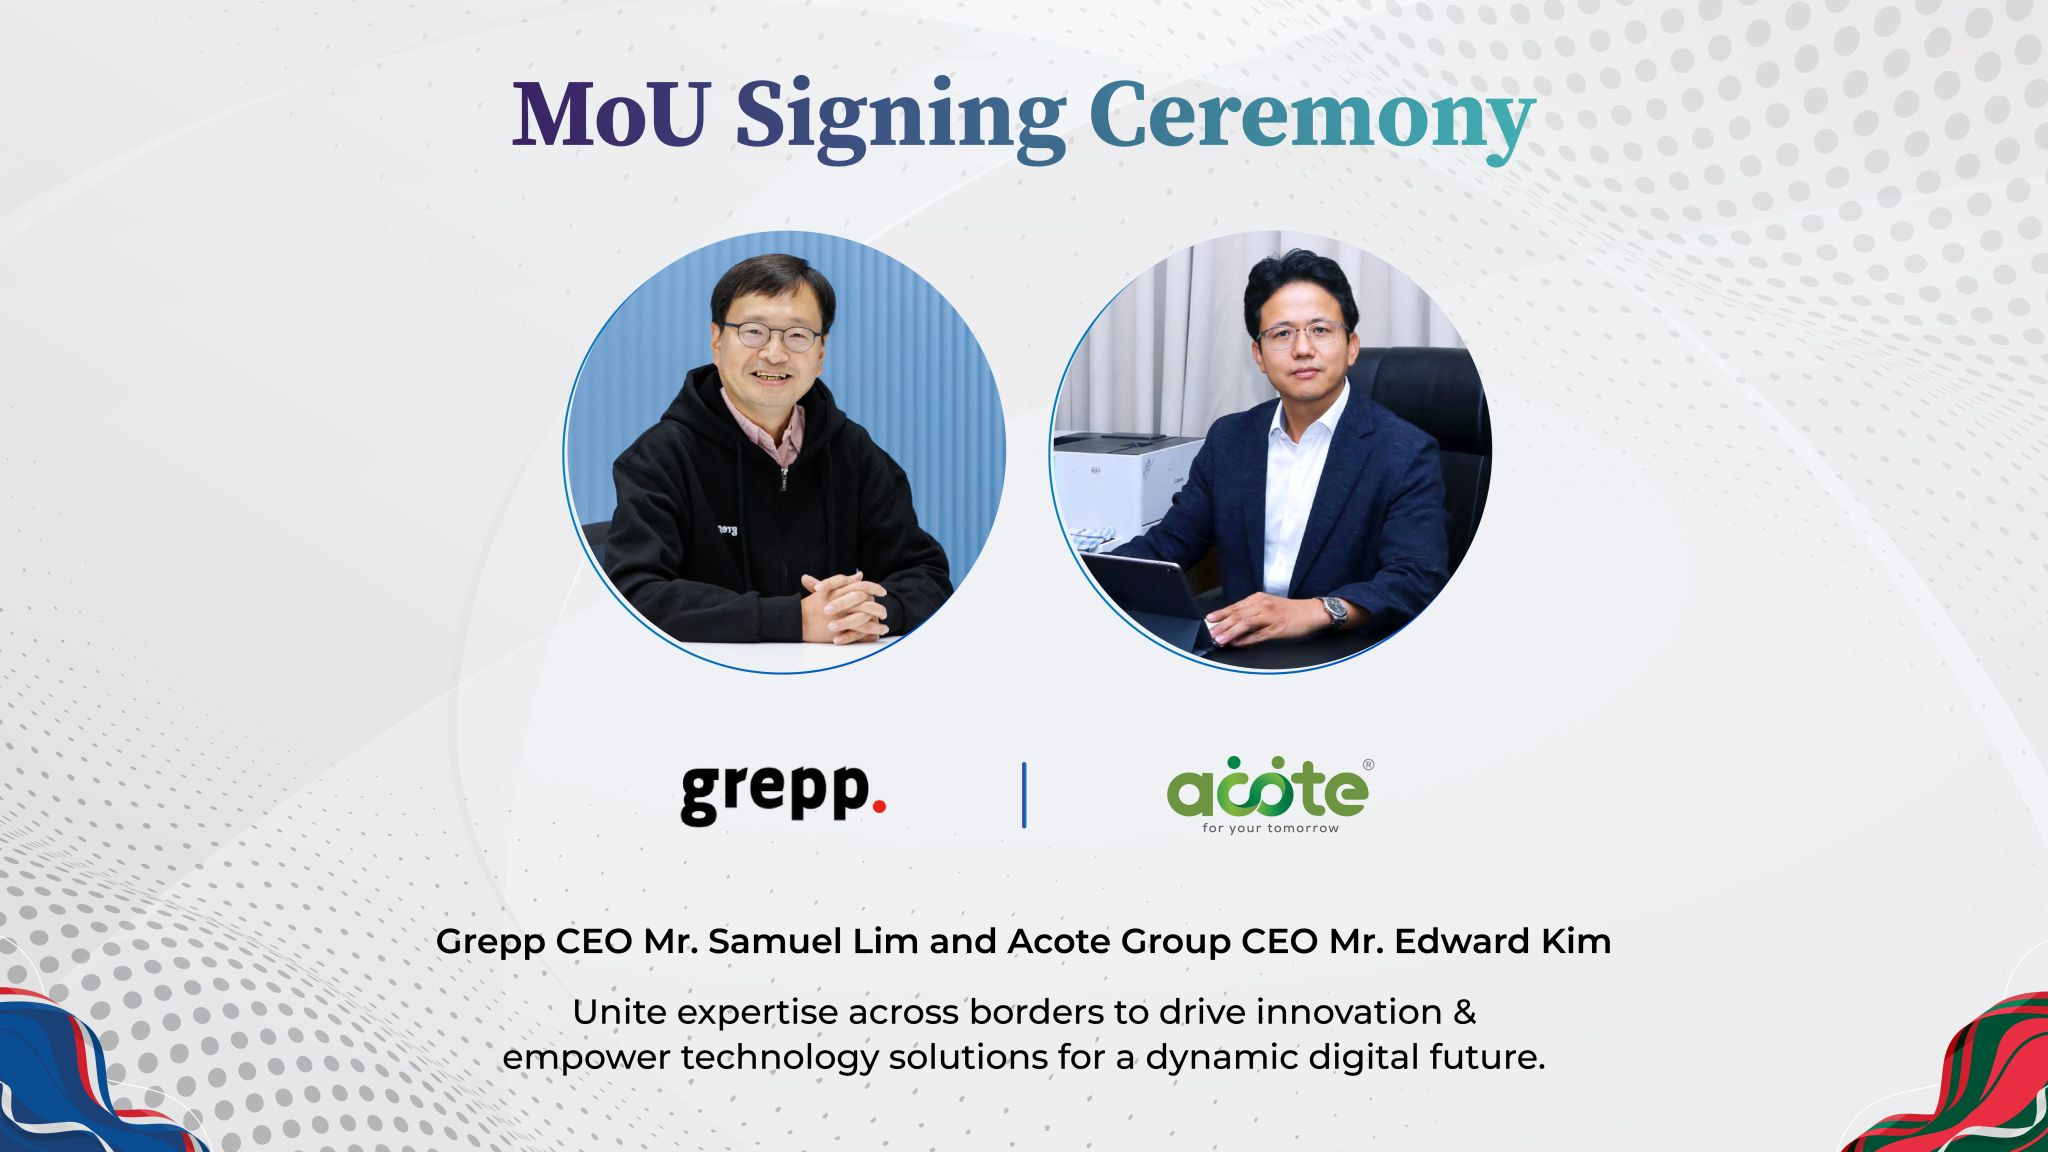 MoU Signing Ceremony
grepp
grepp.
acote®
for your tomorrow
Grepp CEO Mr. Samuel Lim and Acote Group CEO Mr. Edward Kim
Unite expertise across borders to drive innovation &
empower technology solutions for a dynamic digital future.